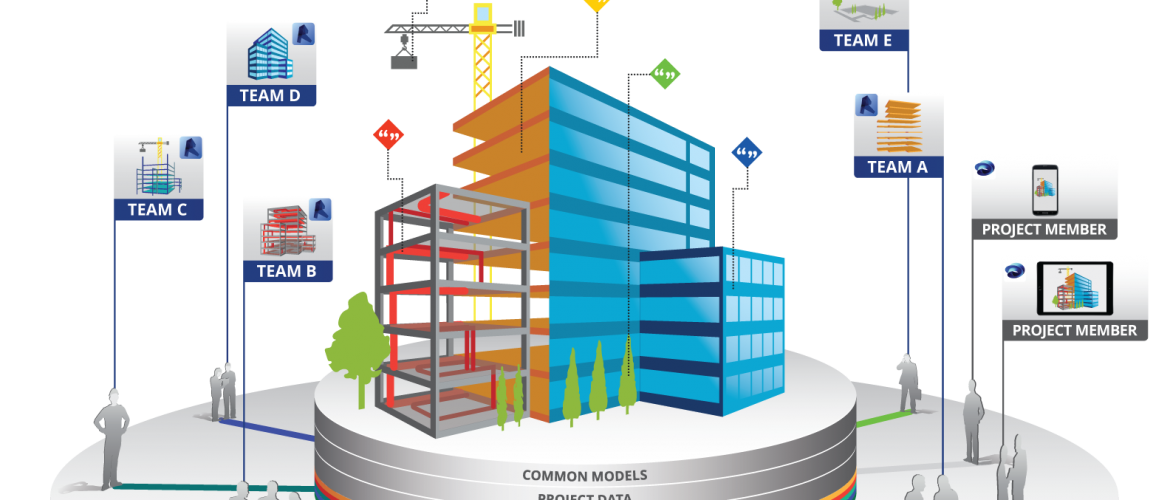 TEAM E
TEAM D
TEAM A
TEAM C
PROJECT MEMBER
TEAM B
PROJECT MEMBER
COMMON MODELS
PROJECT DATA